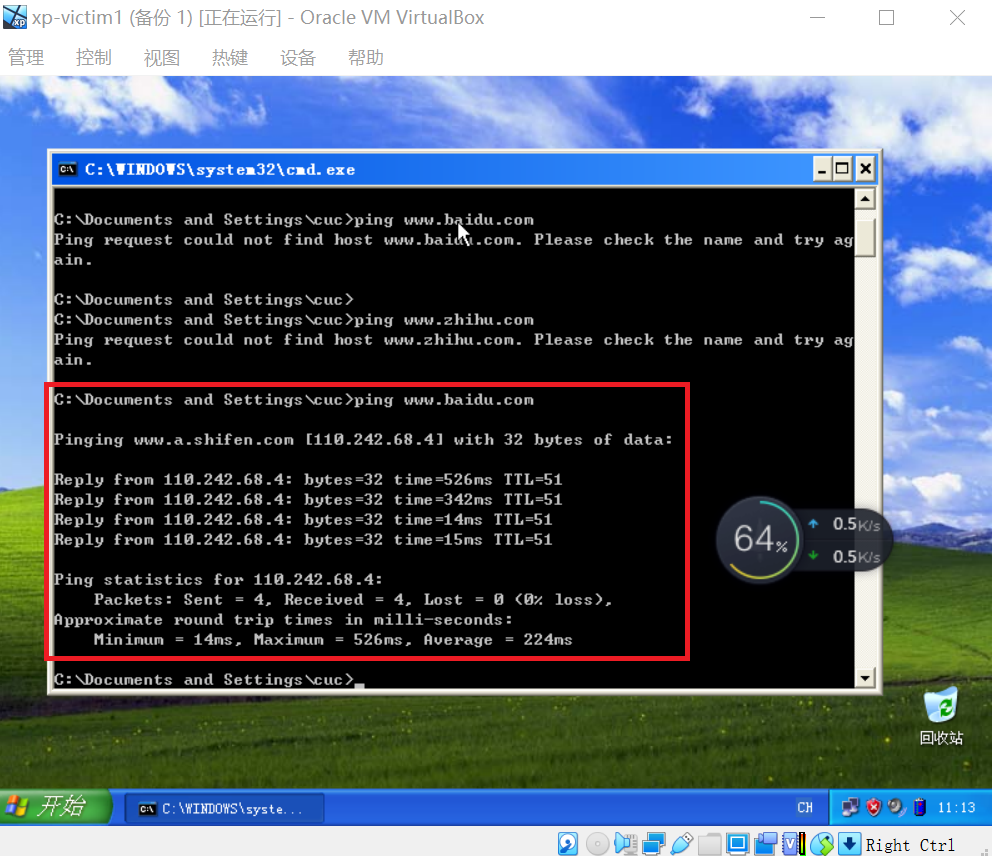 xp-victim1 (备份 1) [正在运行] - Oracle VM VirtualBox
管理 控制 视图 热键 设备 帮助
C:\WINDOWS\system32\cmd.exe
C:\Documents and Settings\cuc>ping www.baidu.com
Ping request could not find host www.baidu.com. Please check the name and try ag
ain.
C:\Documents and Settings\cuc>
C:\Documents and Settings\cuc>ping www.zhihu.com
Ping request could not find host www.zhihu.com. Please check the name and try ag
ain.
C:\Documents and Settings\cuc>ping www.baidu.com
Pinging www.a.shifen.com [110.242.68.4] with 32 bytes of data:
Reply from 110.242.68.4: bytes=32 time=526ms TTL=51
Reply from 110.242.68.4: bytes=32 time=342ms TTL=51
Reply from 110.242.68.4: bytes=32 time=14ms TTL=51
Reply from 110.242.68.4: bytes=32 time=15ms TTL=51
Ping statistics for 110.242.68.4:
Packets: Sent = 4, Received = 4, Lost = 0 (0% loss),
Approximate round trip times in milli-seconds:
Minimum = 14ms, Maximum = 526ms, Average = 224ms
C:\Documents and Settings\cuc>_
64%
0.5K/s
0.5K/s
回收站
开始
C:\WINDOWS\syste...
CH
11:13
Right Ctrl